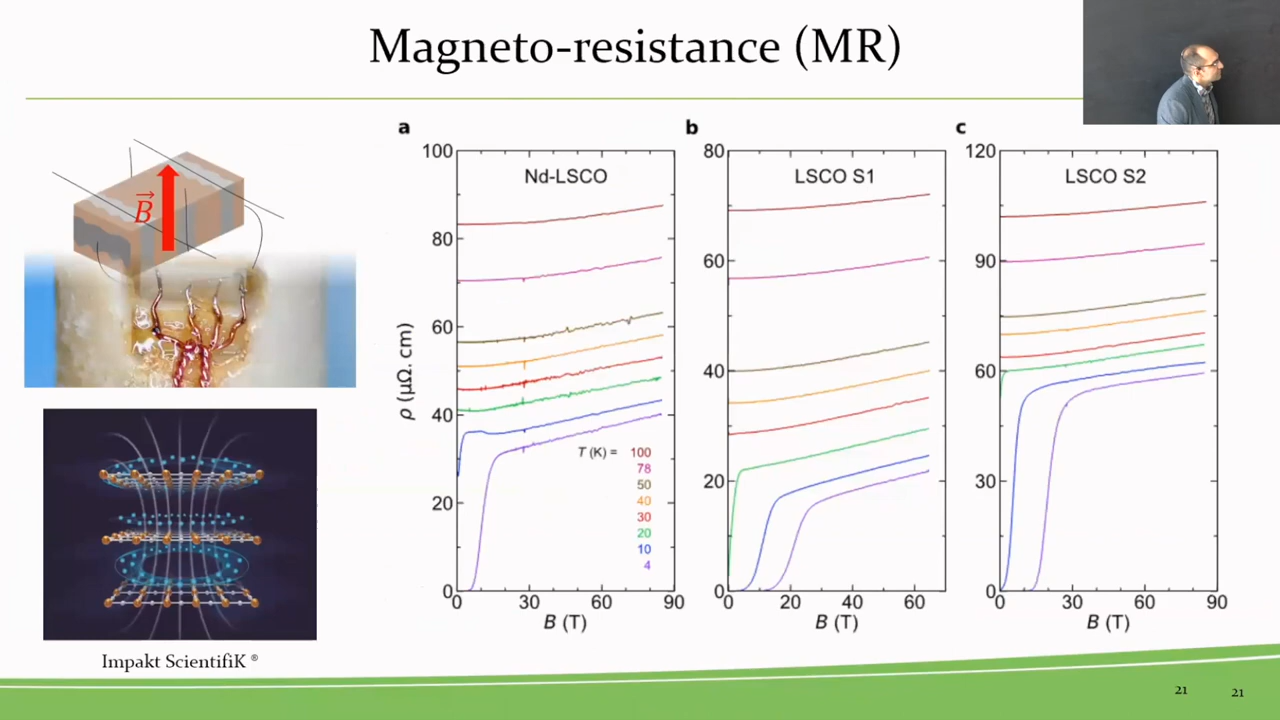 Magneto-resistance (MR)
B
Impakt ScientifiK ®
a
100
80
60
40
20
0
ρ (μΩ. cm)
Nd-LSCO
T (K) = 100
78
50
40
30
20
10
4
0 30 60 90
B (T)
b
80
60
40
20
0
LSCO S1
0 20 40 60
B (T)
c
120
90
60
30
0
LSCO S2
0 30 60 90
B (T)
21
21